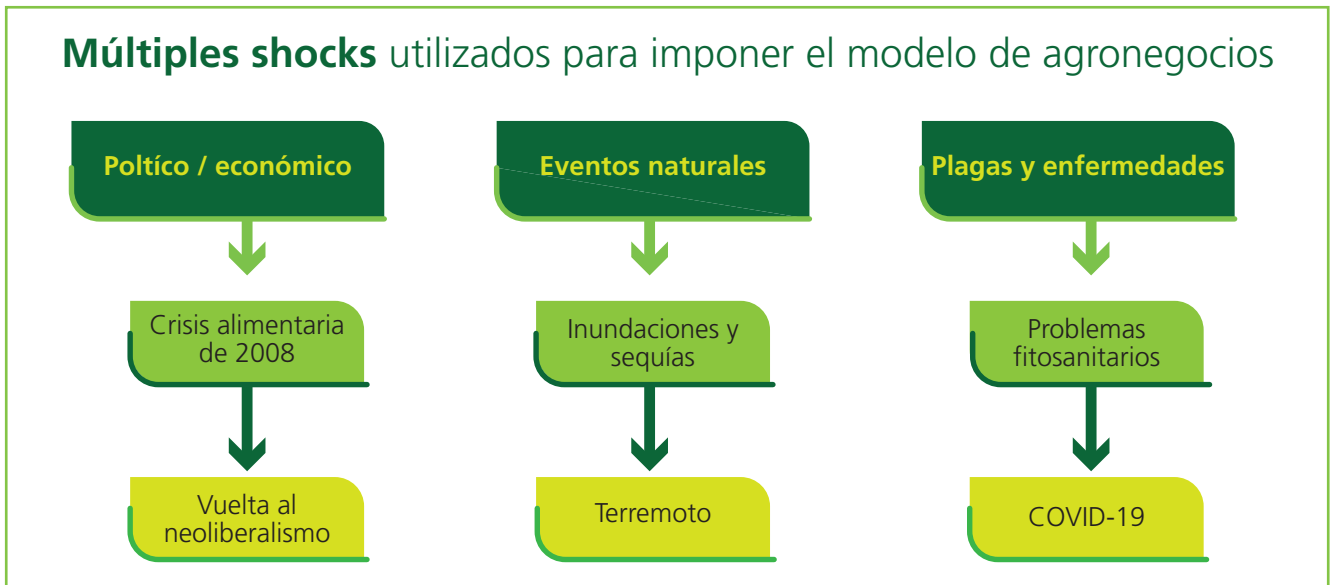 Múltiples shocks utilizados para imponer el modelo de agronegocios
Poltíco / económico
Eventos naturales
Plagas y enfermedades
Crisis alimentaria
de 2008
Inundaciones y
sequías
Problemas
fitosanitarios
Vuelta al
neoliberalismo
Terremoto
COVID-19